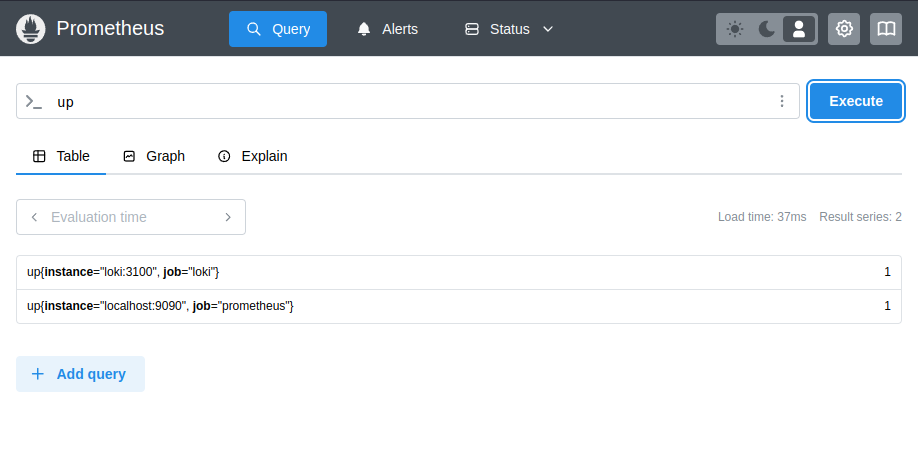 Prometheus Query Alerts Status
>_ up Execute
Table Graph Explain
Evaluation time Load time: 37ms Result series: 2
up{instance="loki:3100", job="loki"} 1
up{instance="localhost:9090", job="prometheus"} 1
Add query